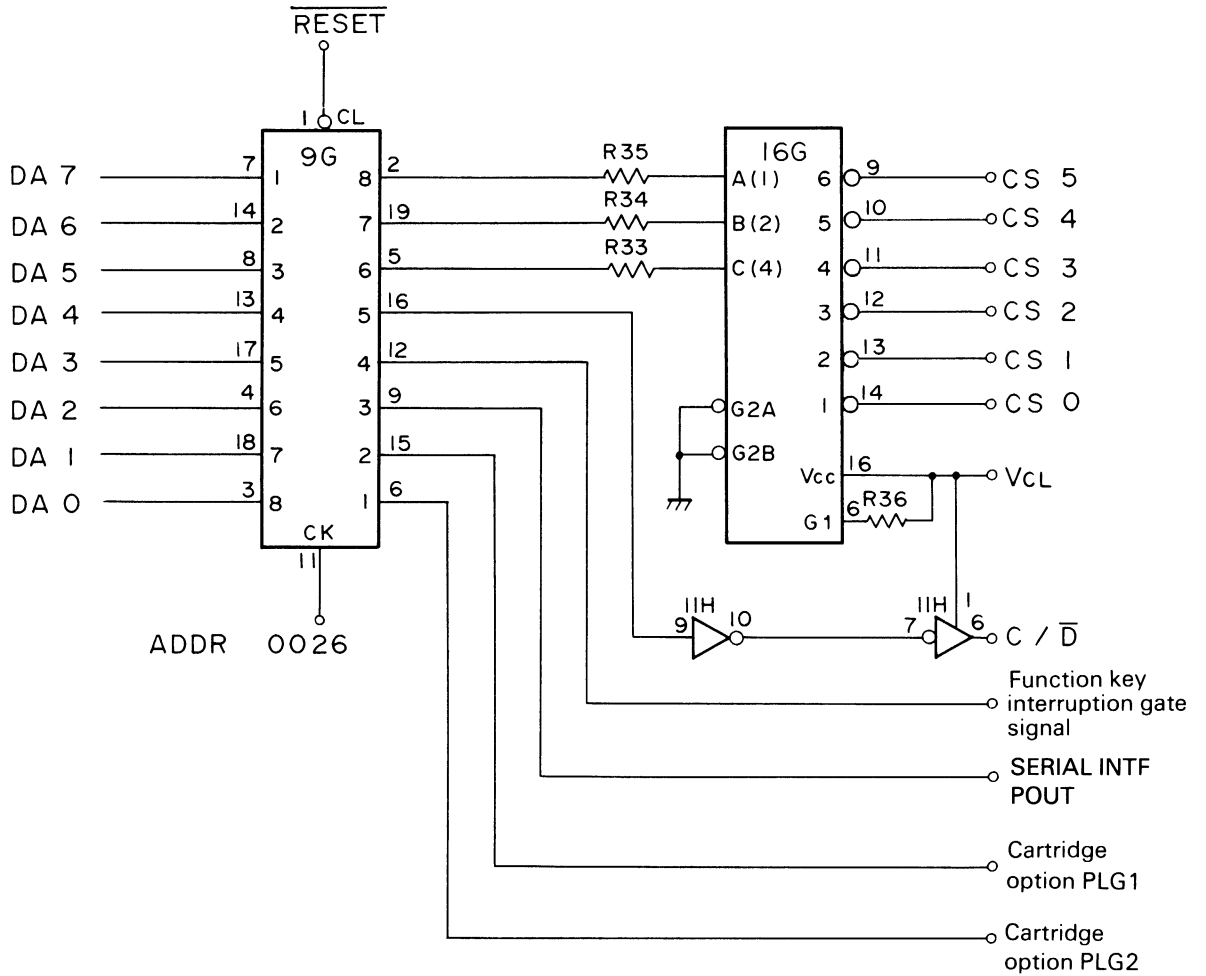 RESET
1 CL
9G
16G
DA 7 7 1 8 2 R35 A(1) 6 9 CS 5
DA 6 14 2 7 19 R34 B(2) 5 10 CS 4
DA 5 8 3 6 5 R33 C(4) 4 11 CS 3
DA 4 13 4 5 16 3 12 CS 2
DA 3 17 5 4 12 2 13 CS 1
DA 2 4 6 3 9 G2A 1 14 CS 0
DA 1 18 7 2 15 G2B
Vcc 16 VCL
DA 0 3 8 1 6 G1 6 R36
CK
11
ADDR 0026
11H 11H 1
9 10 7 6 C / D
Function key
interruption gate
signal
SERIAL INTF
POUT
Cartridge
option PLG1
Cartridge
option PLG2